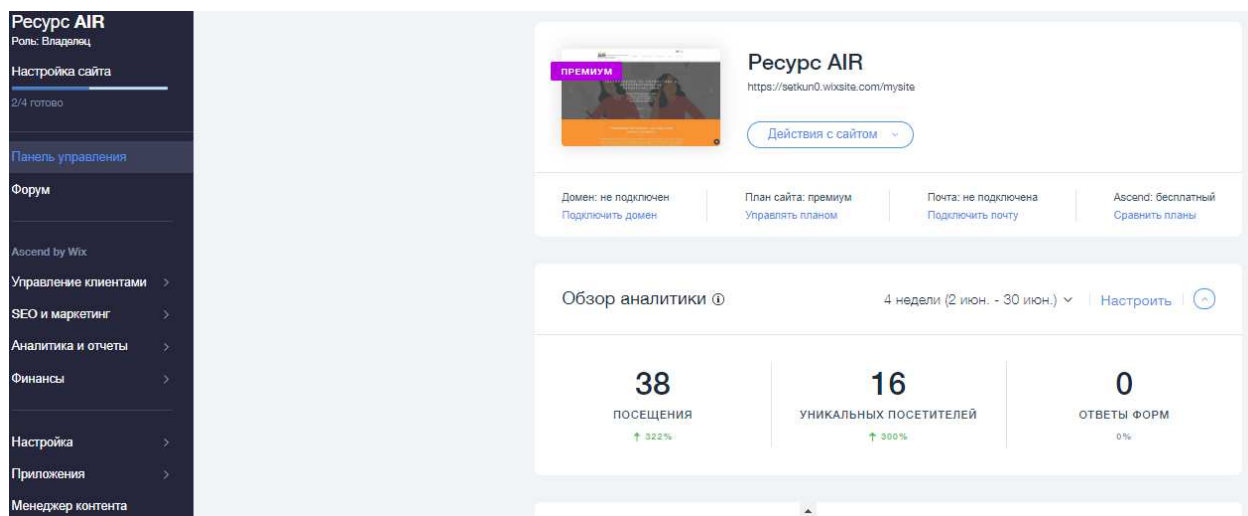 Ресурс AIR
Роль: Владелец
Настройка сайта
2/4 готово
Панель управления
Форум
Ascend by Wix
Управление клиентами
SEO и маркетинг
Аналитика и отчеты
Финансы
Настройка
Приложения
Менеджер контента
ПРЕМИУМ
Ресурс AIR
https://setkun0.wixsite.com/mysite
Действия с сайтом
Домен: не подключен
Подключить домен
План сайта: премиум
Управлять планом
Почта: не подключена
Подключить почту
Ascend: бесплатный
Сравнить планы
Обзор аналитики
4 недели (2 июн. - 30 июн.)
Настроить
38
ПОСЕЩЕНИЯ
↑ 322%
16
УНИКАЛЬНЫХ ПОСЕТИТЕЛЕЙ
↑ 300%
0
ОТВЕТЫ ФОРМ
0%